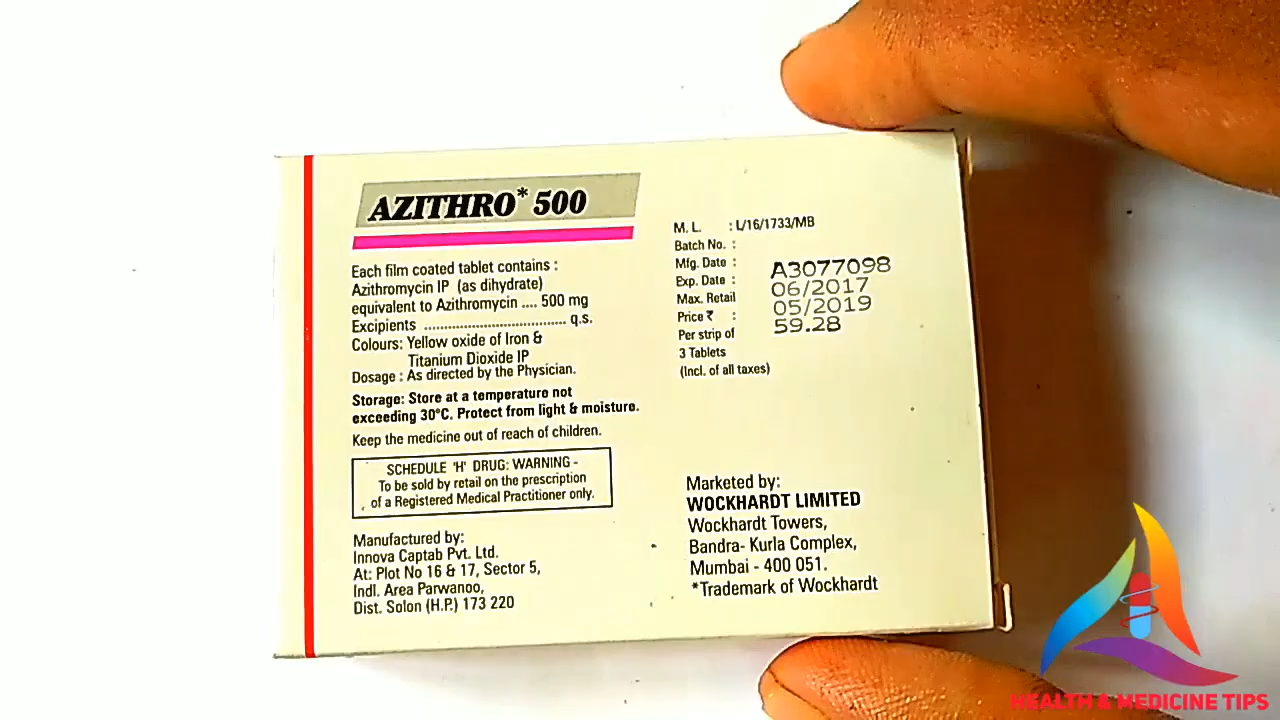 AZITHRO* 500
Each film coated tablet contains :
Azithromycin IP (as dihydrate)
equivalent to Azithromycin .... 500 mg
Excipients .................................. q.s.
Colours: Yellow oxide of Iron &
Titanium Dioxide IP
Dosage : As directed by the Physician.
Storage: Store at a temperature not
exceeding 30°C. Protect from light & moisture.
Keep the medicine out of reach of children.
SCHEDULE 'H' DRUG: WARNING -
To be sold by retail on the prescription
of a Registered Medical Practitioner only.
Manufactured by:
Innova Captab Pvt. Ltd.
At: Plot No 16 & 17, Sector 5,
Indl. Area Parwanoo,
Dist. Solon (H.P.) 173 220
M. L. : L/16/1733/MB
Batch No. :
Mfg. Date :
Exp. Date :
Max. Retail
Price ₹ :
Per strip of
3 Tablets
(Incl. of all taxes)
A3077098
06/2017
05/2019
59.28
Marketed by:
WOCKHARDT LIMITED
Wockhardt Towers,
Bandra- Kurla Complex,
Mumbai - 400 051.
*Trademark of Wockhardt
HEALTH & MEDICINE TIPS